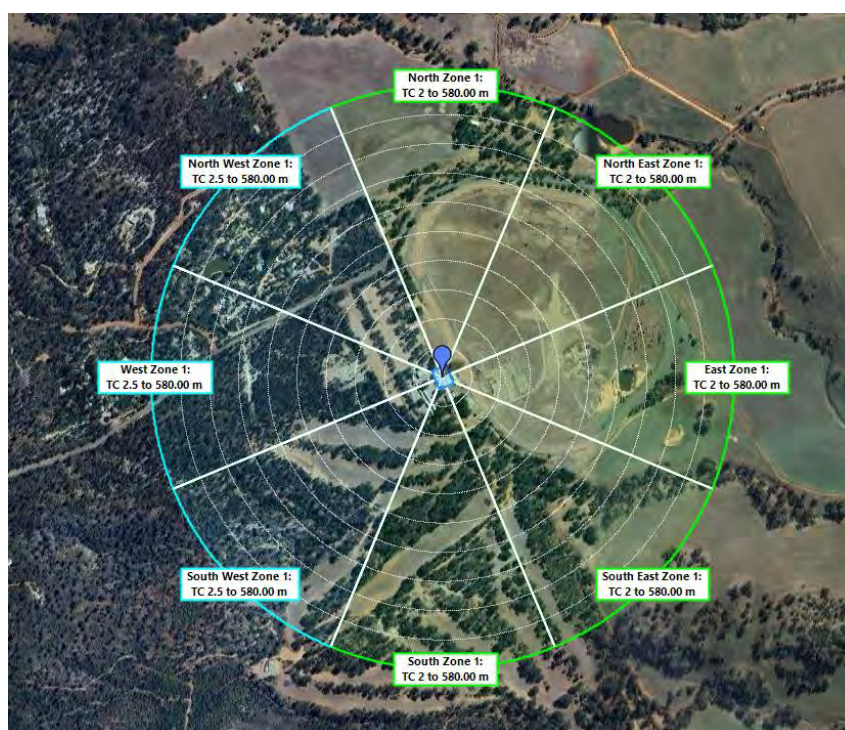 North Zone 1:
TC 2 to 580.00 m
North West Zone 1:
TC 2.5 to 580.00 m
North East Zone 1:
TC 2 to 580.00 m
West Zone 1:
TC 2.5 to 580.00 m
East Zone 1:
TC 2 to 580.00 m
South West Zone 1:
TC 2.5 to 580.00 m
South East Zone 1:
TC 2 to 580.00 m
South Zone 1:
TC 2 to 580.00 m